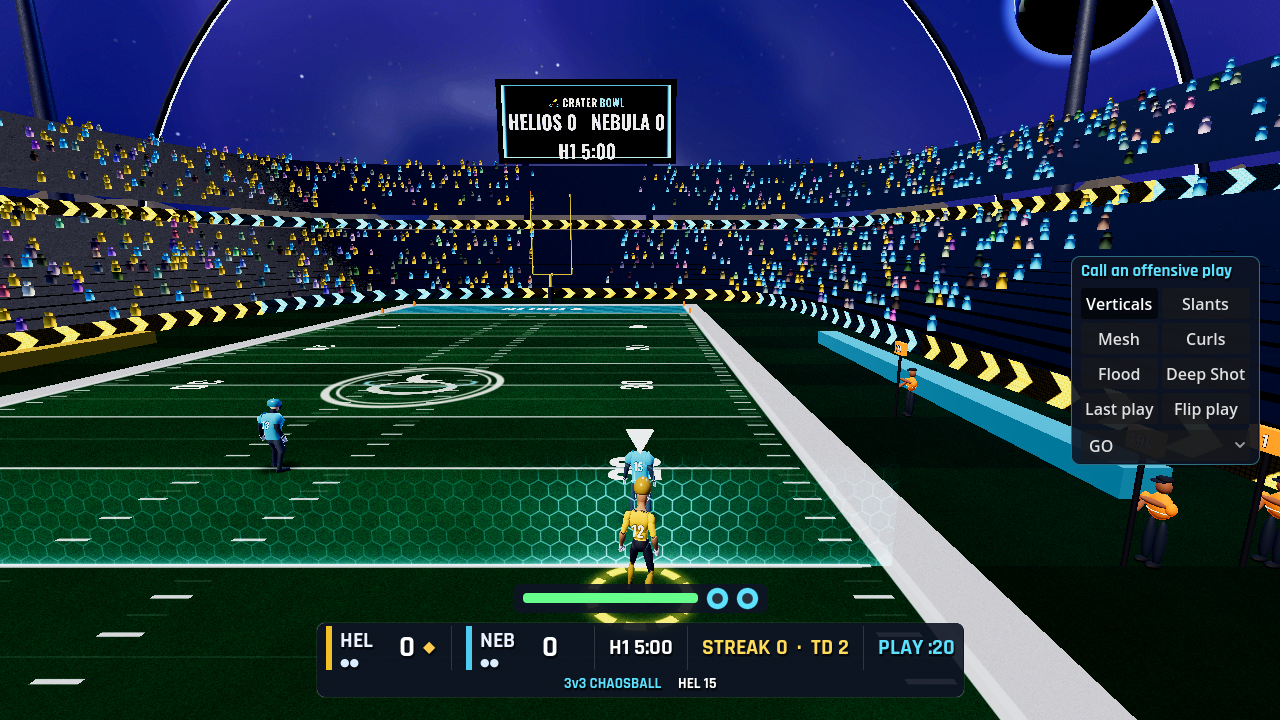 CRATER BOWL
HELIOS 0 NEBULA 0
H1 5:00
Call an offensive play
Verticals Slants
Mesh Curls
Flood Deep Shot
Last play Flip play
GO
15
12
HEL 0 NEB 0 H1 5:00 STREAK 0 · TD 2 PLAY :20
3v3 CHAOSBALL HEL 15